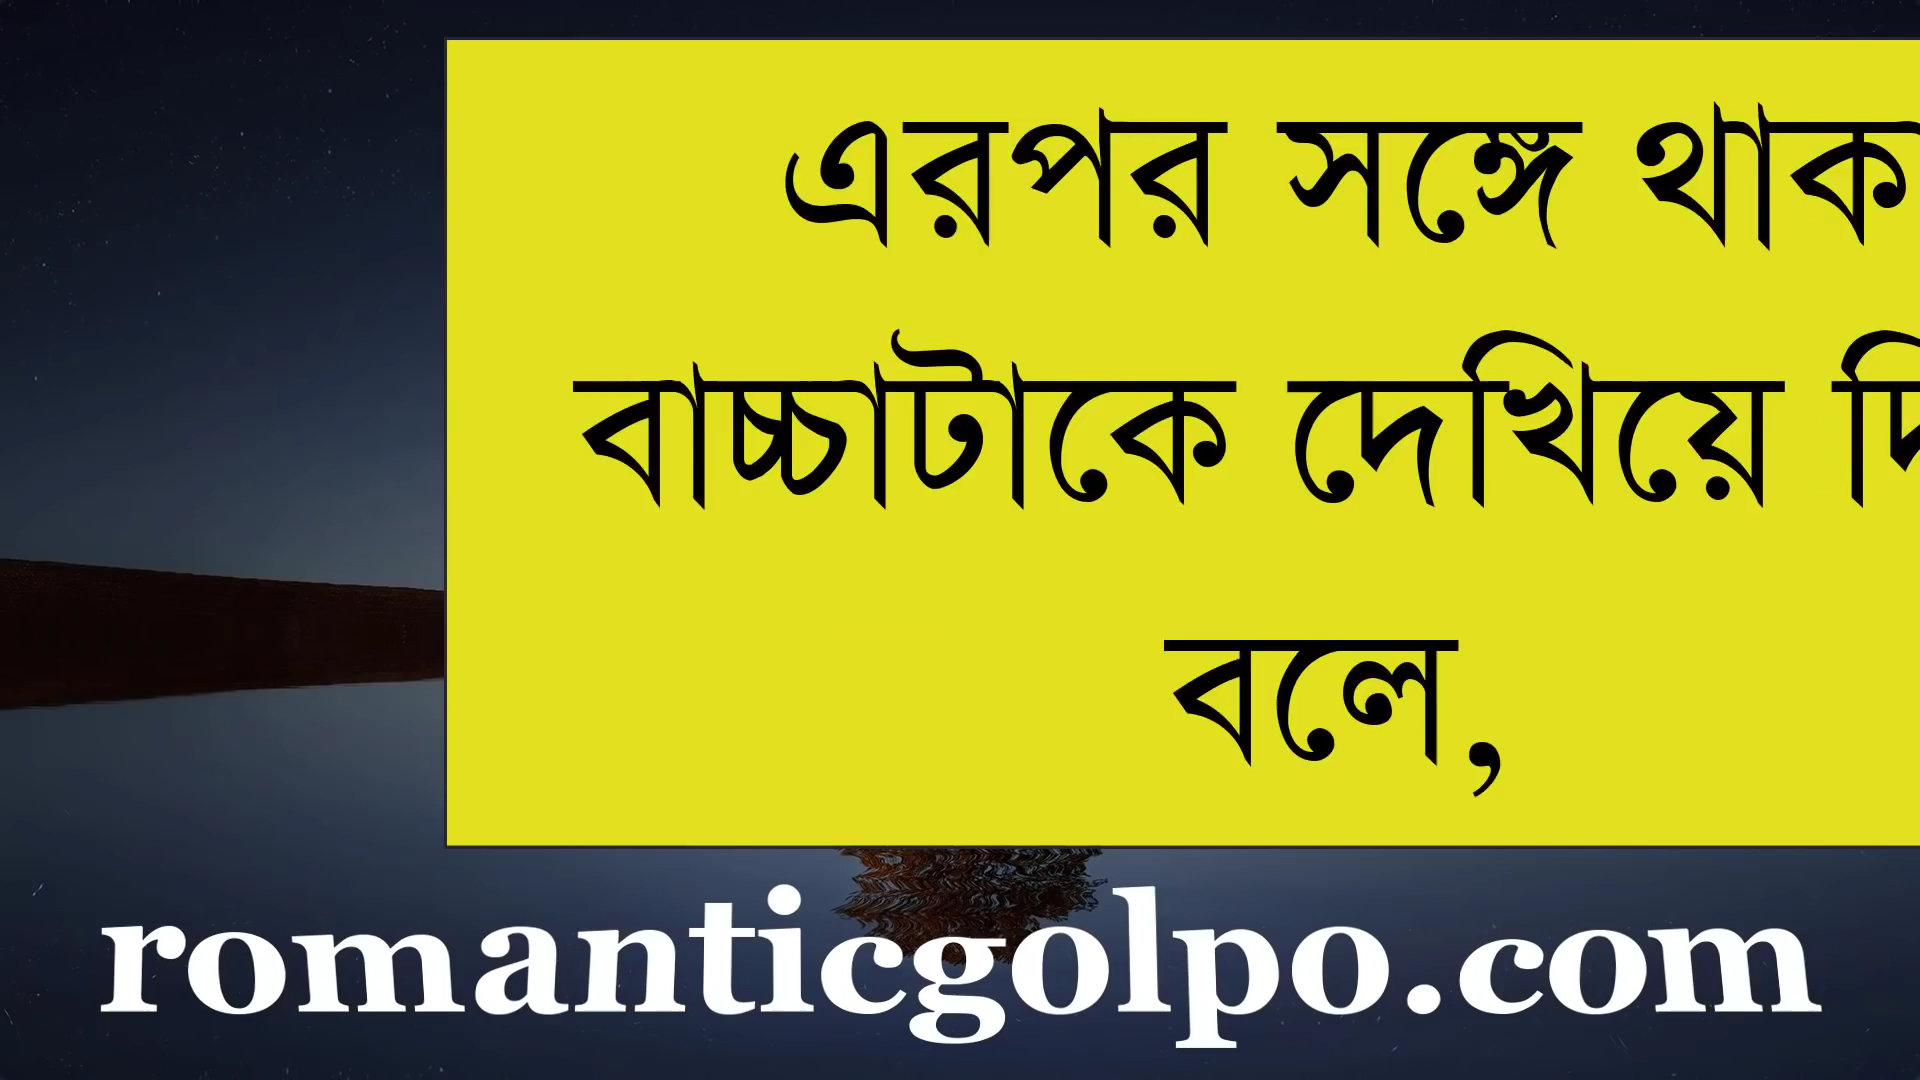 এরপর সঙ্গে থাক
বাচ্চাটাকে দেখিয়ে
বলে,
romanticgolpo.com